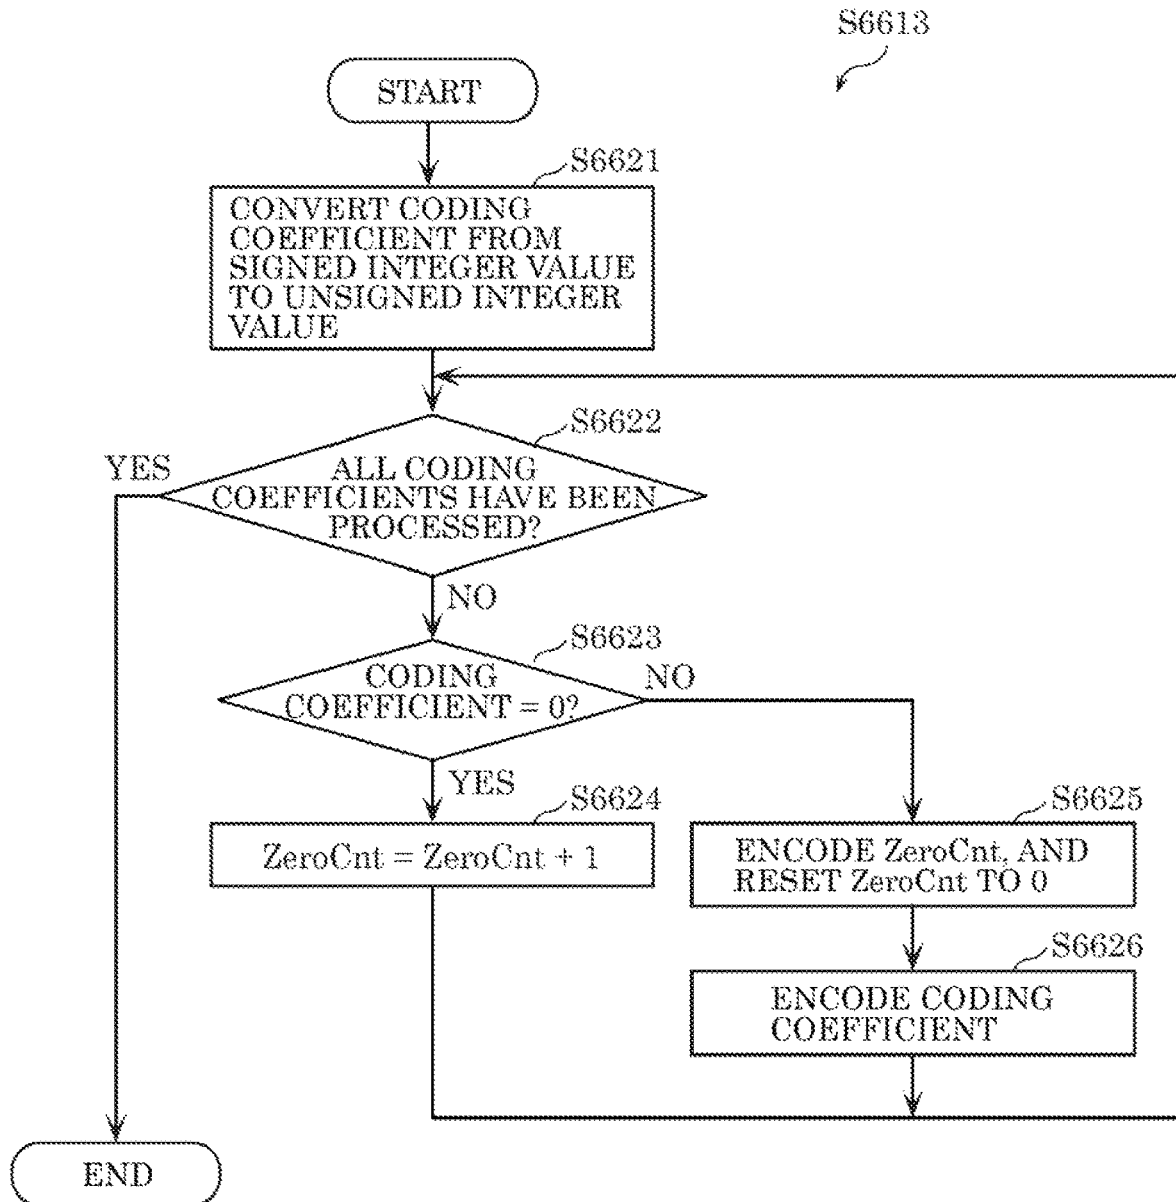 S6613
START
S6621
CONVERT CODING
COEFFICIENT FROM
SIGNED INTEGER VALUE
TO UNSIGNED INTEGER
VALUE
S6622
YES
ALL CODING
COEFFICIENTS HAVE BEEN
PROCESSED?
NO
S6623
CODING
COEFFICIENT = 0?
NO
YES
S6624
ZeroCnt = ZeroCnt + 1
S6625
ENCODE ZeroCnt, AND
RESET ZeroCnt TO 0
S6626
ENCODE CODING
COEFFICIENT
END